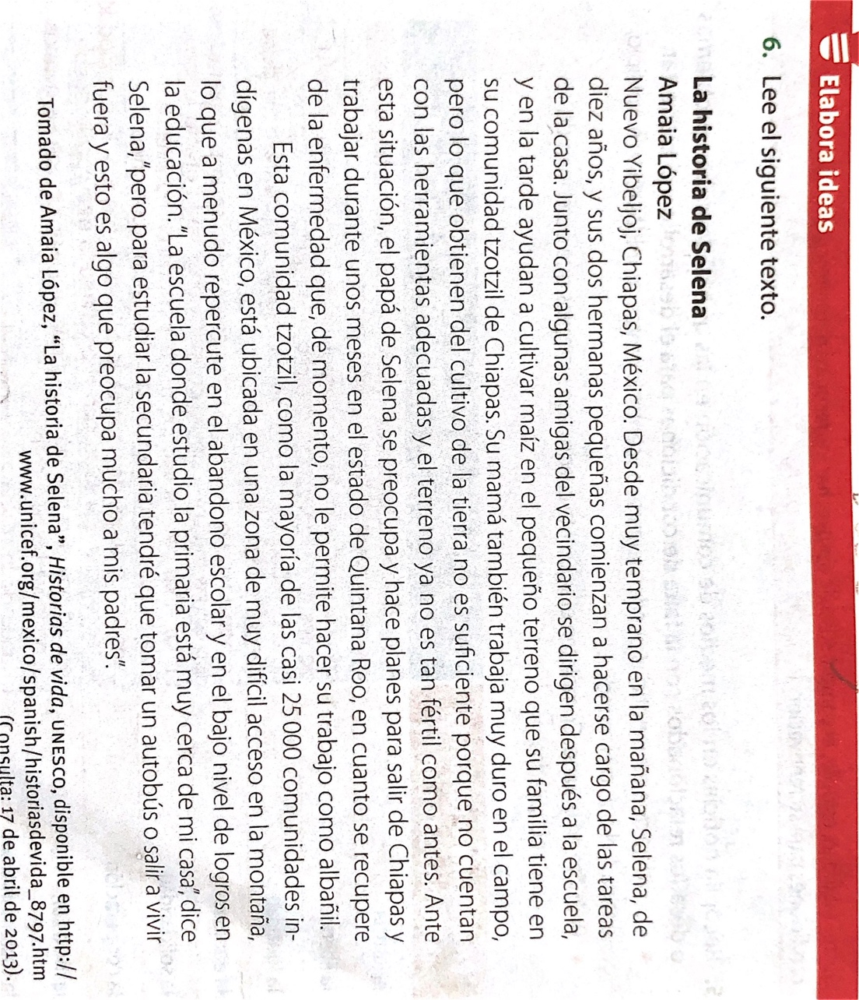 Elabora ideas
6. Lee el siguiente texto.
La historia de Selena
Amaia López
Nuevo Yibeljoj, Chiapas, México. Desde muy temprano en la mañana, Selena, de
diez años, y sus dos hermanas pequeñas comienzan a hacerse cargo de las tareas
de la casa. Junto con algunas amigas del vecindario se dirigen después a la escuela,
y en la tarde ayudan a cultivar maíz en el pequeño terreno que su familia tiene en
su comunidad tzotzil de Chiapas. Su mamá también trabaja muy duro en el campo,
pero lo que obtienen del cultivo de la tierra no es suficiente porque no cuentan
con las herramientas adecuadas y el terreno ya no es tan fértil como antes. Ante
esta situación, el papá de Selena se preocupa y hace planes para salir de Chiapas y
trabajar durante unos meses en el estado de Quintana Roo, en cuanto se recupere
de la enfermedad que, de momento, no le permite hacer su trabajo como albañil.
Esta comunidad tzotzil, como la mayoría de las casi 25 000 comunidades in-
dígenas en México, está ubicada en una zona de muy difícil acceso en la montaña,
lo que a menudo repercute en el abandono escolar y en el bajo nivel de logros en
la educación. “La escuela donde estudio la primaria está muy cerca de mi casa”, dice
Selena, “pero para estudiar la secundaria tendré que tomar un autobús o salir a vivir
fuera y esto es algo que preocupa mucho a mis padres”.
Tomado de Amaia López, “La historia de Selena”, Historias de vida, UNESCO, disponible en http://
www.unicef.org/mexico/spanish/historiasdevida_8797.htm
(Consulta: 17 de abril de 2013).